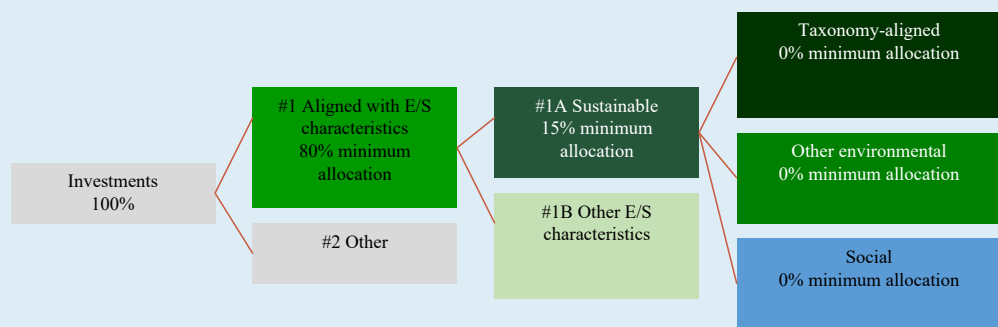 Investments
100%
#1 Aligned with E/S
characteristics
80% minimum
allocation
#2 Other
#1A Sustainable
15% minimum
allocation
#1B Other E/S
characteristics
Taxonomy-aligned
0% minimum allocation
Other environmental
0% minimum allocation
Social
0% minimum allocation